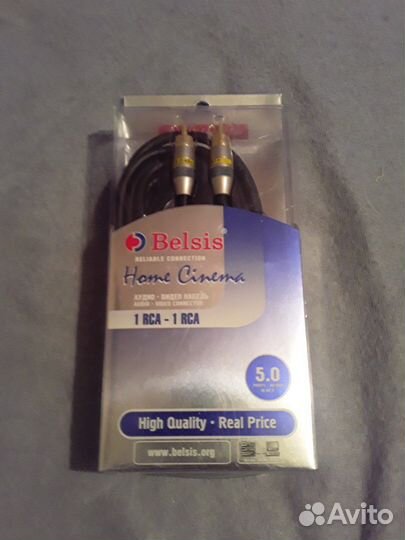 Belsis®
RELIABLE CONNECTION
Home Cinema
АУДИО - ВИДЕО КАБЕЛЬ
AUDIO - VIDEO CONNECTOR
1 RCA - 1 RCA
5.0
High Quality · Real Price
www.belsis.org
Avito